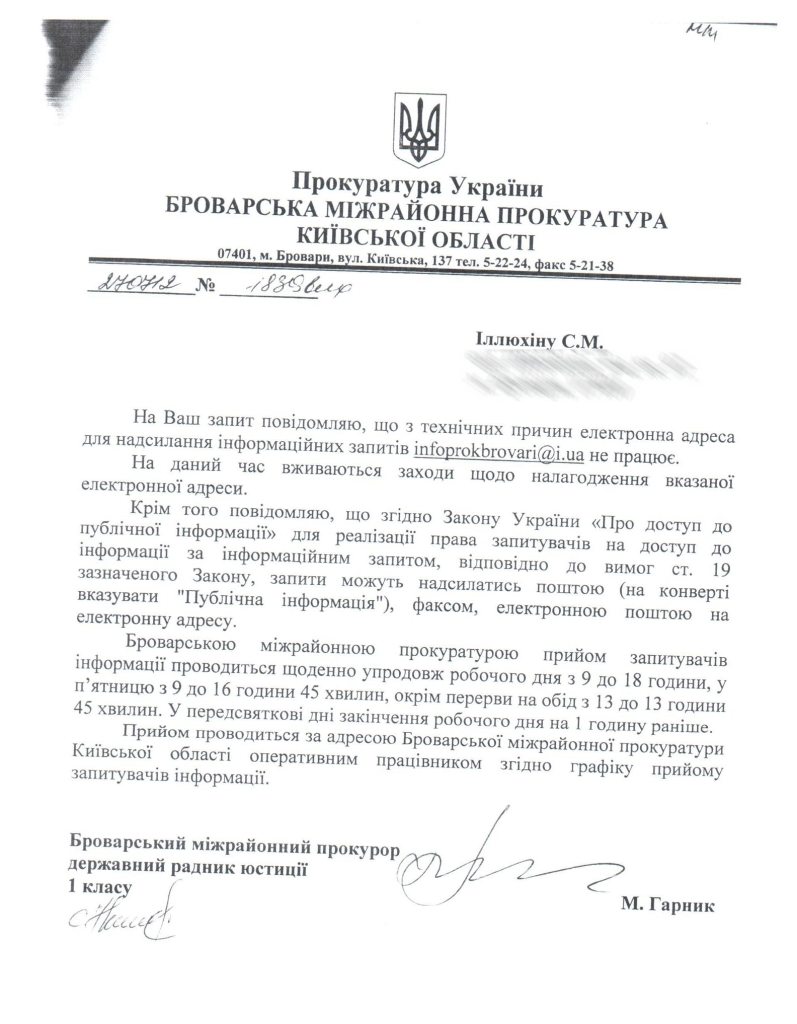 Прокуратура України
БРОВАРСЬКА МІЖРАЙОННА ПРОКУРАТУРА
КИЇВСЬКОЇ ОБЛАСТІ
07401, м. Бровари, вул. Київська, 137 тел. 5-22-24, факс 5-21-38
270712 № 1839вих
Іллюхіну С.М.
На Ваш запит повідомляю, що з технічних причин електронна адреса
для надсилання інформаційних запитів infoprokbrovari@i.ua не працює.
На даний час вживаються заходи щодо налагодження вказаної
електронної адреси.
Крім того повідомляю, що згідно Закону України «Про доступ до
публічної інформації» для реалізації права запитувачів на доступ до
інформації за інформаційним запитом, відповідно до вимог ст. 19
зазначеного Закону, запити можуть надсилатись поштою (на конверті
вказувати "Публічна інформація"), факсом, електронною поштою на
електронну адресу.
Броварською міжрайонною прокуратурою прийом запитувачів
інформації проводиться щоденно упродовж робочого дня з 9 до 18 години, у
п’ятницю з 9 до 16 години 45 хвилин, окрім перерви на обід з 13 до 13 години
45 хвилин. У передсвяткові дні закінчення робочого дня на 1 годину раніше.
Прийом проводиться за адресою Броварської міжрайонної прокуратури
Київської області оперативним працівником згідно графіку прийому
запитувачів інформації.
Броварський міжрайонний прокурор
державний радник юстиції
1 класу
М. Гарник